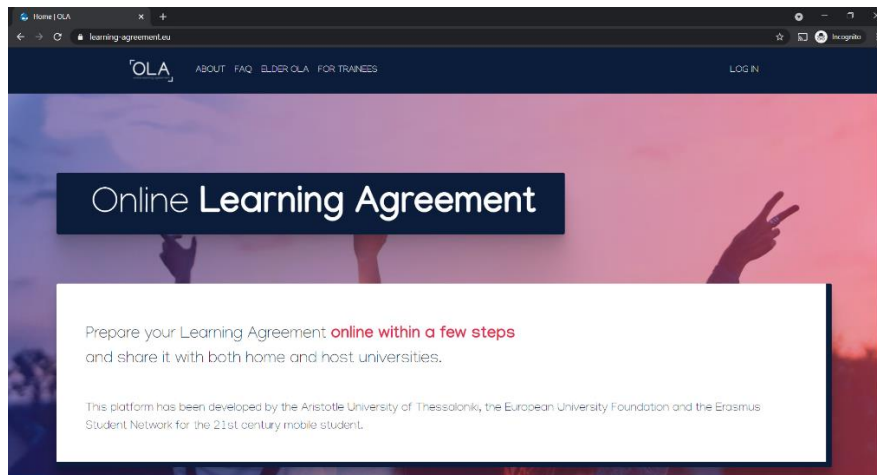 Home | OLA
learning-agreement.eu
Incognito
OLA
ABOUT FAQ ELDER OLA FOR TRAINEES
LOG IN
Online Learning Agreement
Prepare your Learning Agreement online within a few steps
and share it with both home and host universities.
This platform has been developed by the Aristotle University of Thessaloniki, the European University Foundation and the Erasmus
Student Network for the 21st century mobile student.